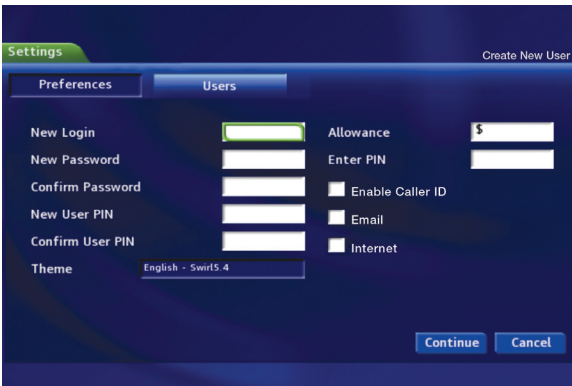 Settings
Create New User
Preferences
Users
New Login
New Password
Confirm Password
New User PIN
Confirm User PIN
Theme
English - Swirl5.4
Allowance
$
Enter PIN
Enable Caller ID
Email
Internet
Continue
Cancel